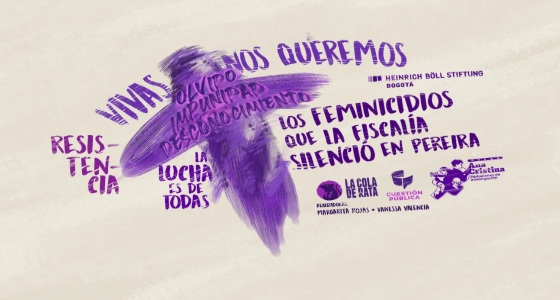 VIVAS NOS QUEREMOS
OLVIDO
IMPUNIDAD
DESCONOCIMIENTO
RESIS-
TEN-
CIA
LA
LUCHA
ES DE
TODAS
HEINRICH BÖLL STIFTUNG
BOGOTÁ
LOS FEMINICIDIOS
QUE LA FISCALÍA
SILENCIÓ EN PEREIRA
LA COLA
DE RATA
CUESTIÓN
PÚBLICA
Ana
Cristina
MARGARITA ROJAS + VANESSA VALENCIA